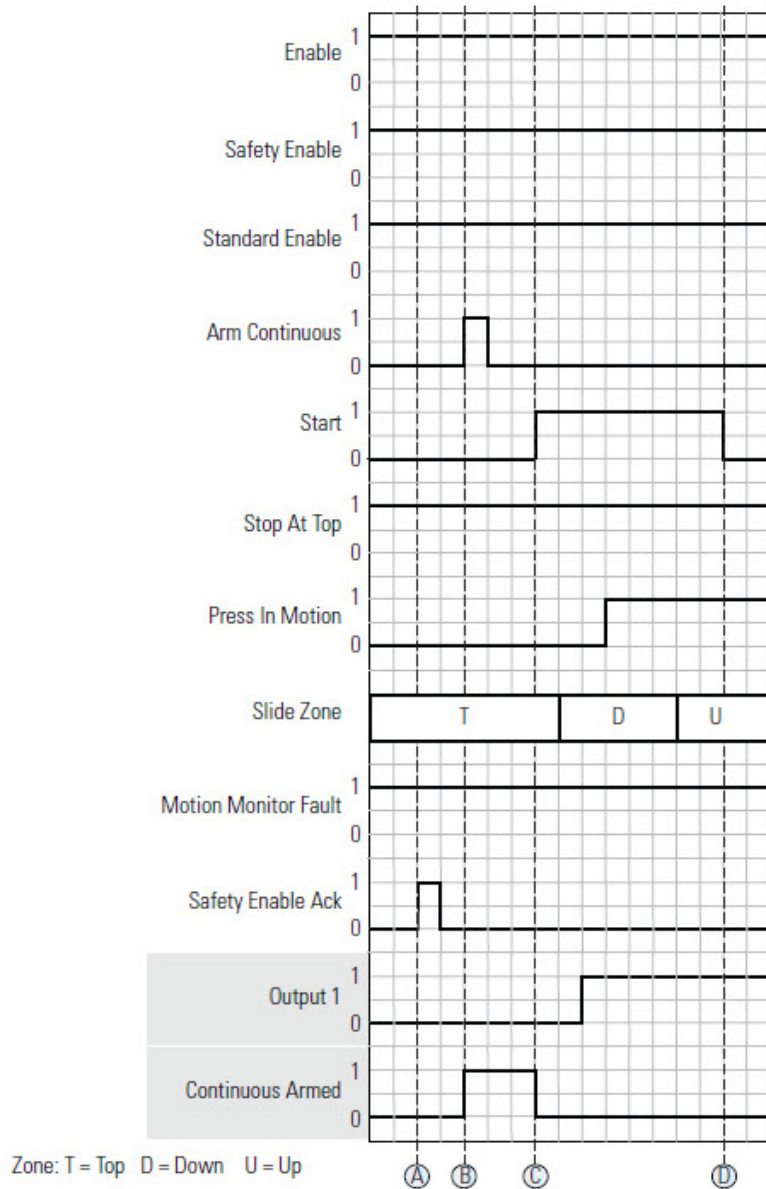 Enable 1
0
Safety Enable 1
0
Standard Enable 1
0
Arm Continuous 1
0
Start 1
0
Stop At Top 1
0
Press In Motion 1
0
Slide Zone T D U
Motion Monitor Fault 1
0
Safety Enable Ack 1
0
Output 1 1
0
Continuous Armed 1
0
Zone: T = Top D = Down U = Up
A B C D